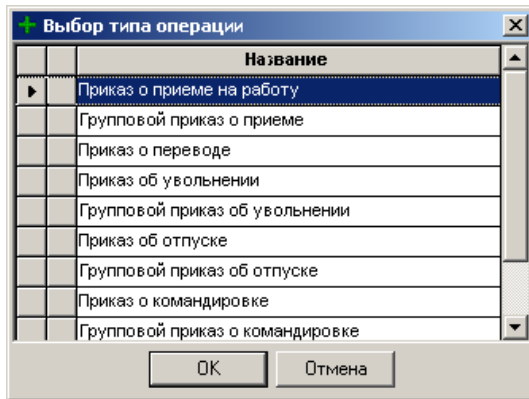 Выбор типа операции
Название
Приказ о приеме на работу
Групповой приказ о приеме
Приказ о переводе
Приказ об увольнении
Групповой приказ об увольнении
Приказ об отпуске
Групповой приказ об отпуске
Приказ о командировке
Групповой приказ о командировке
OK Отмена